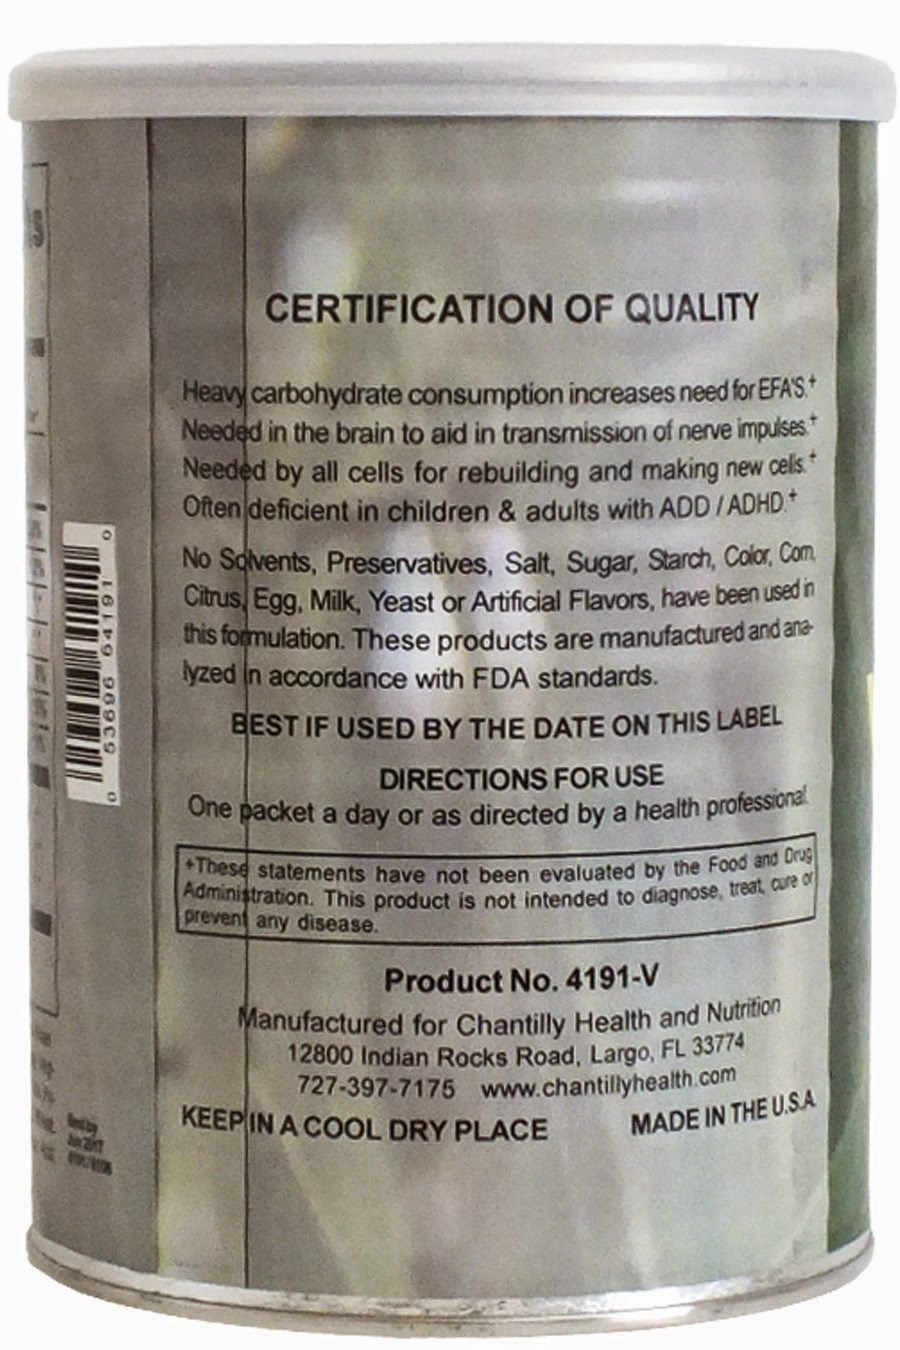 CERTIFICATION OF QUALITY
Heavy carbohydrate consumption increases need for EFA'S.+
Needed in the brain to aid in transmission of nerve impulses.+
Needed by all cells for rebuilding and making new cells.+
Often deficient in children & adults with ADD / ADHD.+
No Solvents, Preservatives, Salt, Sugar, Starch, Color, Corn,
Citrus, Egg, Milk, Yeast or Artificial Flavors, have been used in
this formulation. These products are manufactured and ana-
lyzed in accordance with FDA standards.
BEST IF USED BY THE DATE ON THIS LABEL
DIRECTIONS FOR USE
One packet a day or as directed by a health professional.
+These statements have not been evaluated by the Food and Drug
Administration. This product is not intended to diagnose, treat, cure or
prevent any disease.
Product No. 4191-V
Manufactured for Chantilly Health and Nutrition
12800 Indian Rocks Road, Largo, FL 33774
727-397-7175 www.chantillyhealth.com
KEEP IN A COOL DRY PLACE MADE IN THE U.S.A.
0 53696 64191 0
Best by
Jun 2017